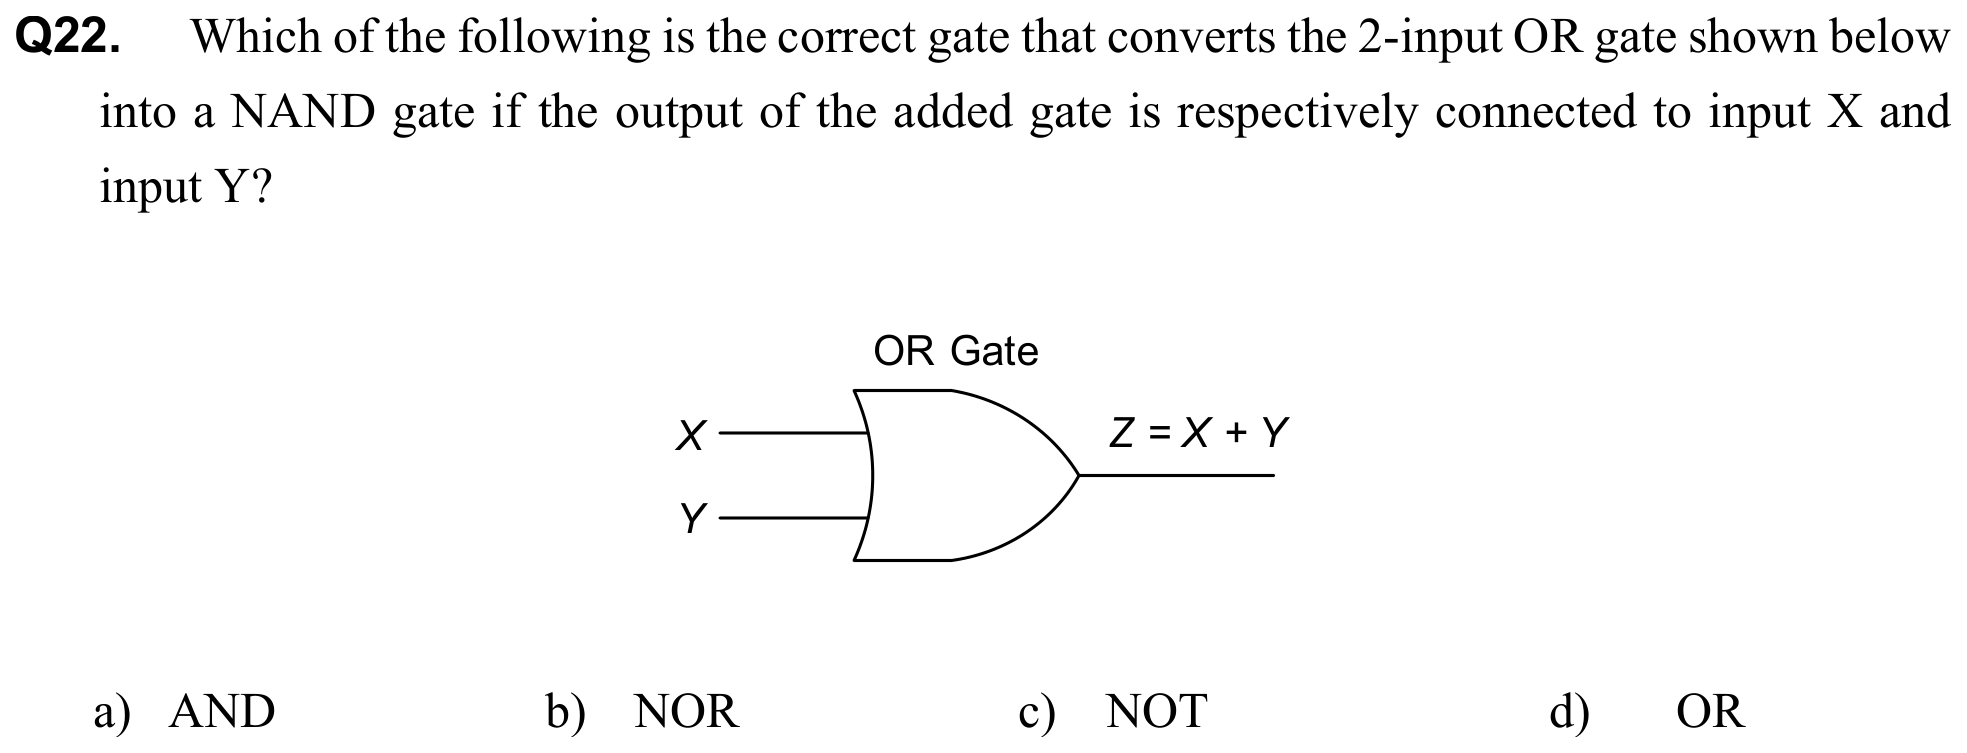 Q22. Which of the following is the correct gate that converts the 2-input OR gate shown below
into a NAND gate if the output of the added gate is respectively connected to input X and
input Y?
OR Gate
X
Z = X + Y
Y
a) AND b) NOR c) NOT d) OR